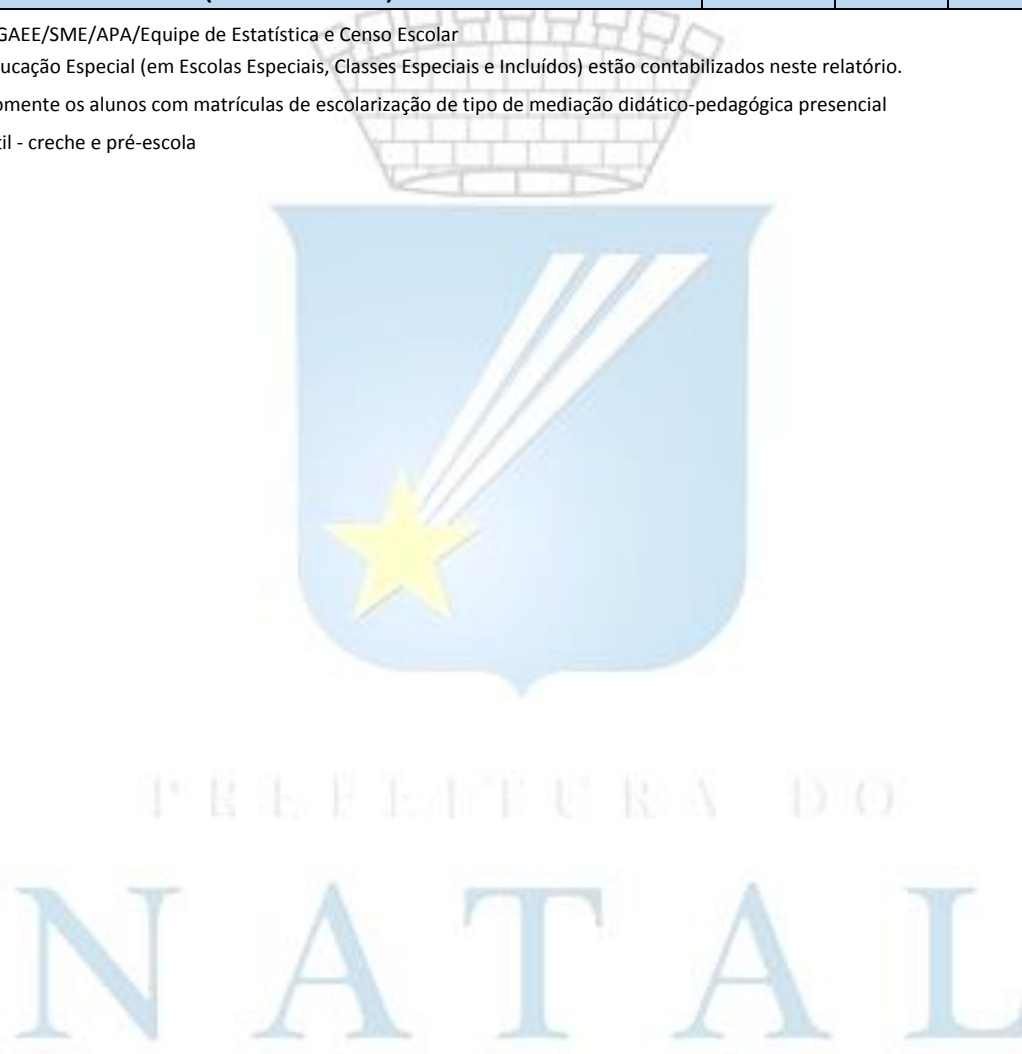 GAEE/SME/APA/Equipe de Estatística e Censo Escolar
ucação Especial (em Escolas Especiais, Classes Especiais e Incluídos) estão contabilizados neste relatório.
omente os alunos com matrículas de escolarização de tipo de mediação didático-pedagógica presencial
til - creche e pré-escola
PREFEITURA DO
NATAL